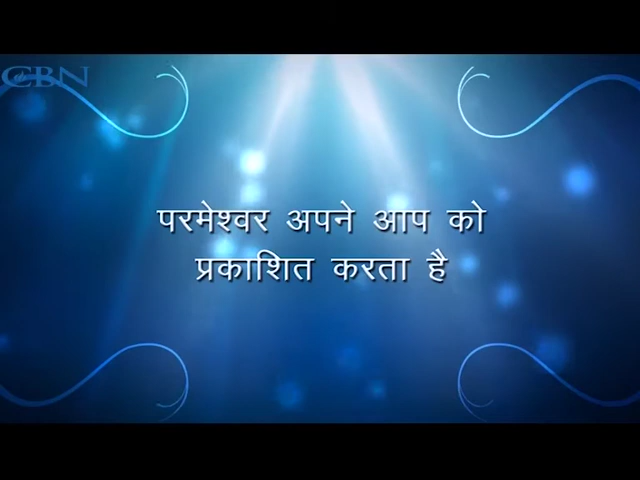 CBN
परमेश्वर अपने आप को
प्रकाशित करता है